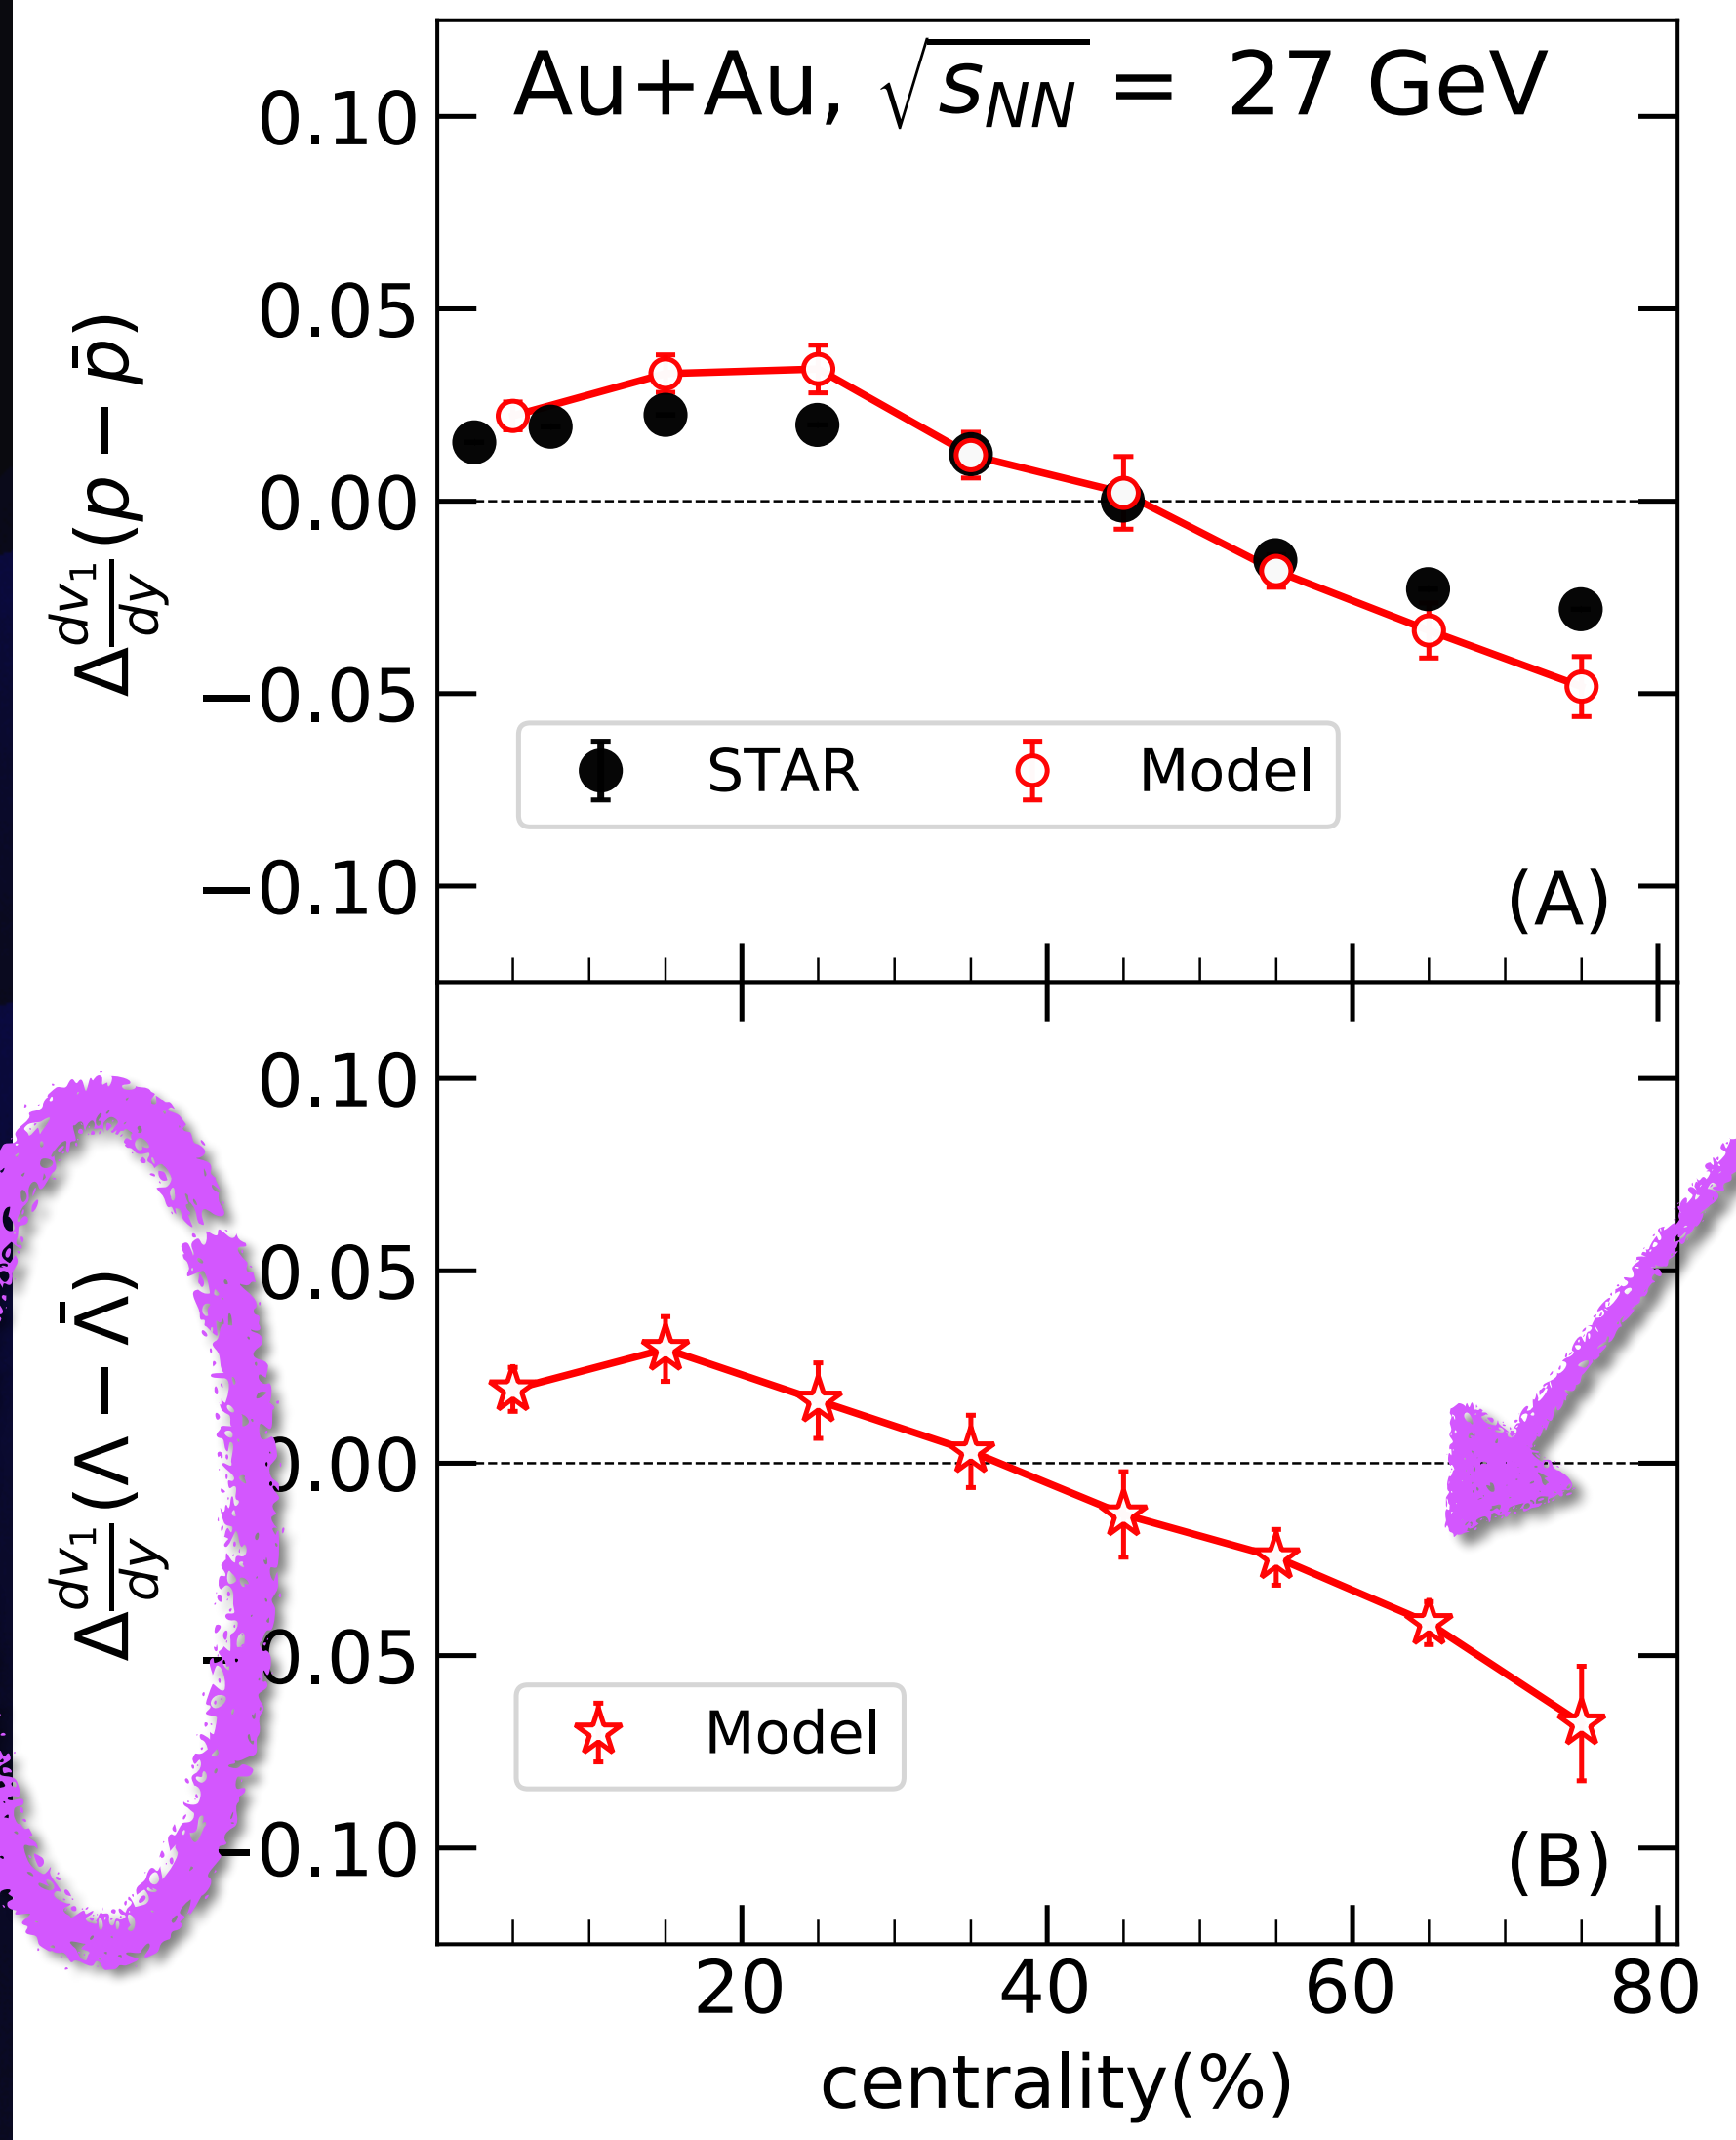 Au+Au, √s_NN = 27 GeV
0.10
0.05
0.00
−0.05
−0.10
Δ dv₁/dy (p − p̄)
STAR
Model
(A)
0.10
0.05
0.00
−0.05
−0.10
Δ dv₁/dy (Λ − Λ̄)
Model
(B)
20 40 60 80
centrality(%)